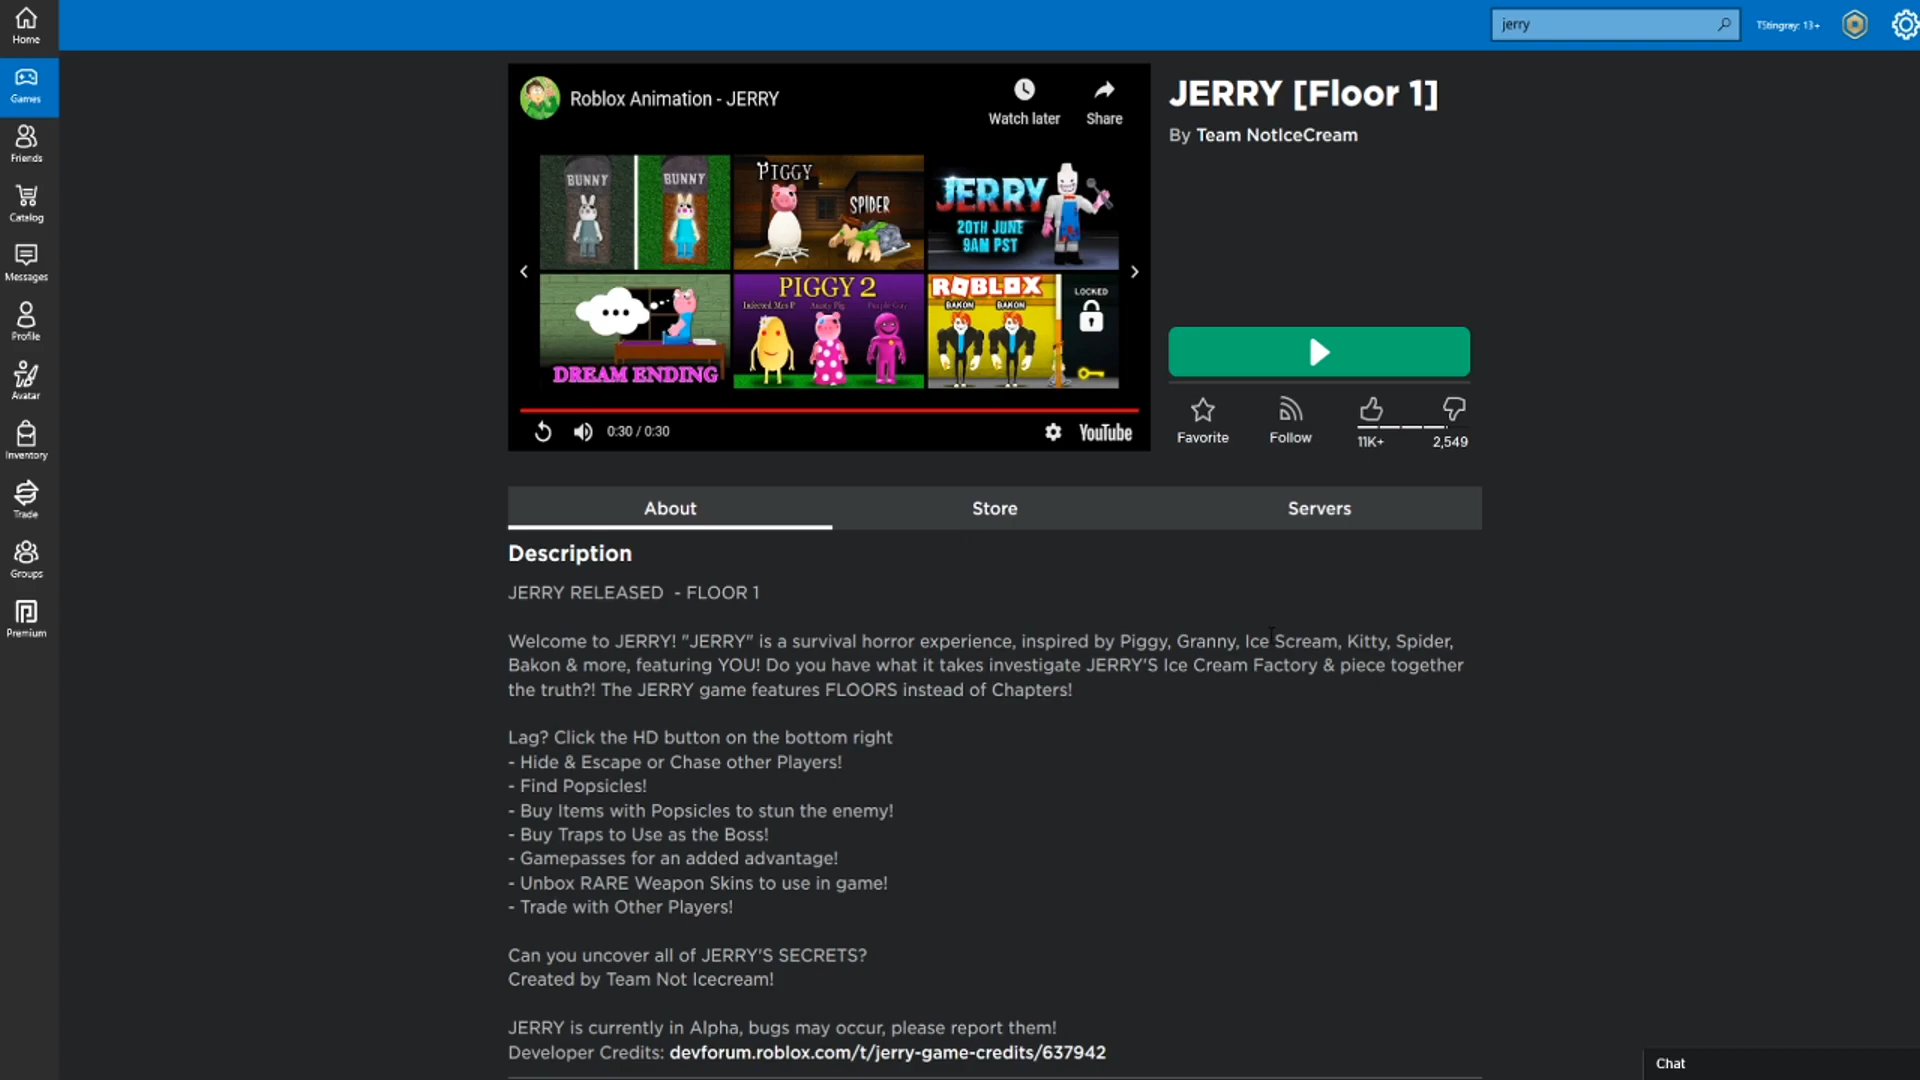 Home
Games
Friends
Catalog
Messages
Profile
Avatar
Inventory
Trade
Groups
Premium
jerry
TStingray: 13+
Roblox Animation - JERRY
Watch later
Share
BUNNY
BUNNY
PIGGY
SPIDER
JERRY
20TH JUNE
9AM PST
DREAM ENDING
PIGGY 2
Infected Mrs P
ROBLOX
BAKON
BAKON
LOCKED
0:30 / 0:30
YouTube
JERRY [Floor 1]
By Team NotIceCream
Favorite
Follow
11K+
2,549
About
Store
Servers
Description
JERRY RELEASED - FLOOR 1
Welcome to JERRY! "JERRY" is a survival horror experience, inspired by Piggy, Granny, Ice Scream, Kitty, Spider,
Bakon & more, featuring YOU! Do you have what it takes investigate JERRY'S Ice Cream Factory & piece together
the truth?! The JERRY game features FLOORS instead of Chapters!
Lag? Click the HD button on the bottom right
- Hide & Escape or Chase other Players!
- Find Popsicles!
- Buy Items with Popsicles to stun the enemy!
- Buy Traps to Use as the Boss!
- Gamepasses for an added advantage!
- Unbox RARE Weapon Skins to use in game!
- Trade with Other Players!
Can you uncover all of JERRY'S SECRETS?
Created by Team Not Icecream!
JERRY is currently in Alpha, bugs may occur, please report them!
Developer Credits: devforum.roblox.com/t/jerry-game-credits/637942
Chat